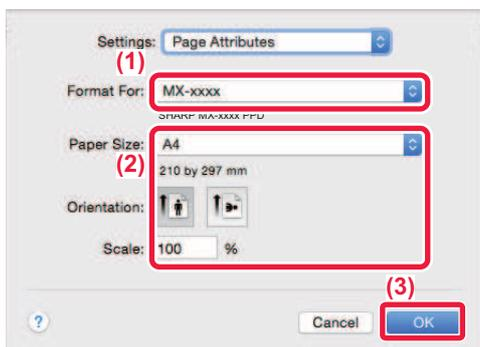 Settings: Page Attributes
(1)
Format For: MX-xxxx
SHARP MX-xxxx PPD
Paper Size: A4
(2)
210 by 297 mm
Orientation:
Scale: 100 %
(3)
? Cancel OK